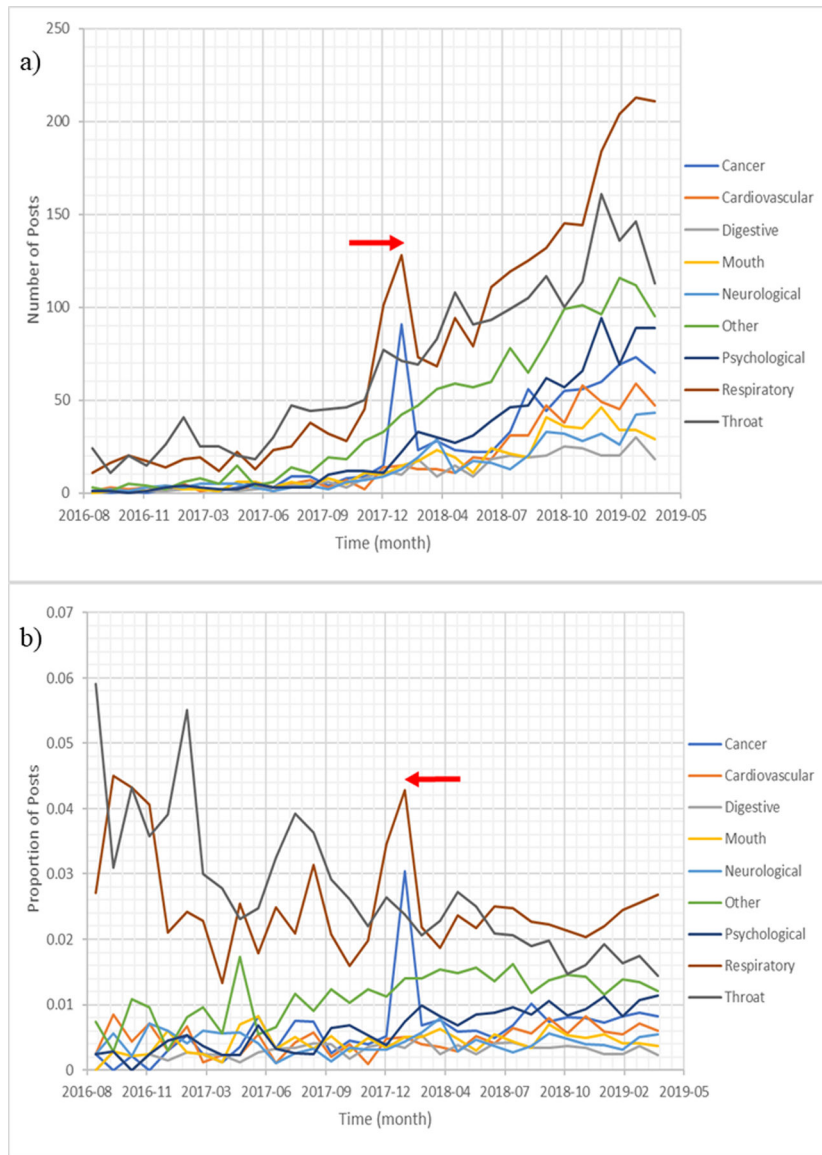 a)
250
200
150
100
50
0
Number of Posts
2016-08 2016-11 2017-03 2017-06 2017-09 2017-12 2018-04 2018-07 2018-10 2019-02 2019-05
Time (month)
Cancer
Cardiovascular
Digestive
Mouth
Neurological
Other
Psychological
Respiratory
Throat
b)
0.07
0.06
0.05
0.04
0.03
0.02
0.01
0
Proportion of Posts
2016-08 2016-11 2017-03 2017-06 2017-09 2017-12 2018-04 2018-07 2018-10 2019-02 2019-05
Time (month)
Cancer
Cardiovascular
Digestive
Mouth
Neurological
Other
Psychological
Respiratory
Throat